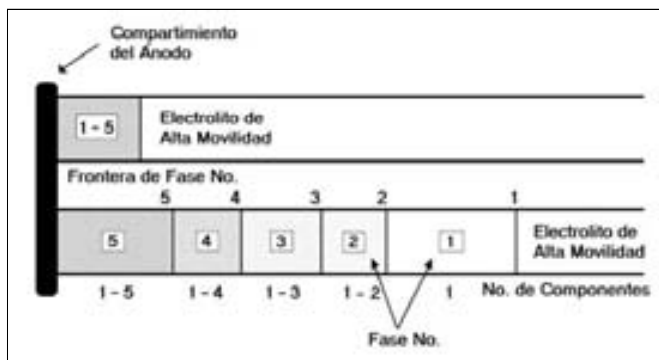 Compartimiento
del Anodo
1 - 5
Electrolito de
Alta Movilidad
Frontera de Fase No.
5 4 3 2 1
5 4 3 2 1
Electrolito de
Alta Movilidad
1 - 5 1 - 4 1 - 3 1 - 2 1 No. de Componentes
Fase No.